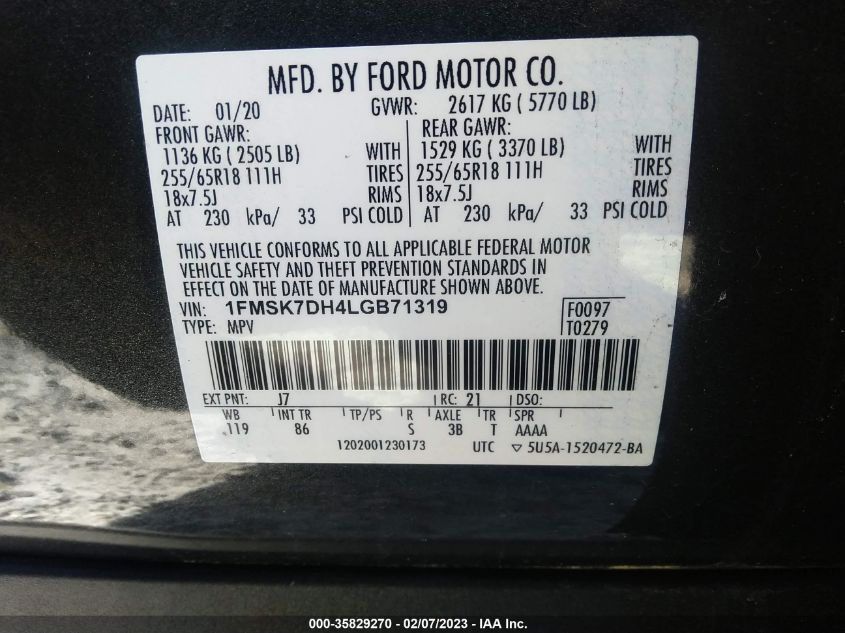 MFD. BY FORD MOTOR CO.
DATE: 01/20 GVWR: 2617 KG ( 5770 LB)
FRONT GAWR: REAR GAWR:
1136 KG ( 2505 LB) WITH 1529 KG ( 3370 LB) WITH
255/65R18 111H TIRES 255/65R18 111H TIRES
18x7.5J RIMS 18x7.5J RIMS
AT 230 kPa/ 33 PSI COLD AT 230 kPa/ 33 PSI COLD
THIS VEHICLE CONFORMS TO ALL APPLICABLE FEDERAL MOTOR
VEHICLE SAFETY AND THEFT PREVENTION STANDARDS IN
EFFECT ON THE DATE OF MANUFACTURE SHOWN ABOVE.
VIN: 1FMSK7DH4LGB71319 F0097
TYPE: MPV T0279
EXT PNT: J7 RC: 21 DSO:
WB INT TR TP/PS R AXLE TR SPR
119 86 S 3B T AAAA
1202001230173 UTC ▽ 5U5A-1520472-BA
000-35829270 - 02/07/2023 - IAA Inc.